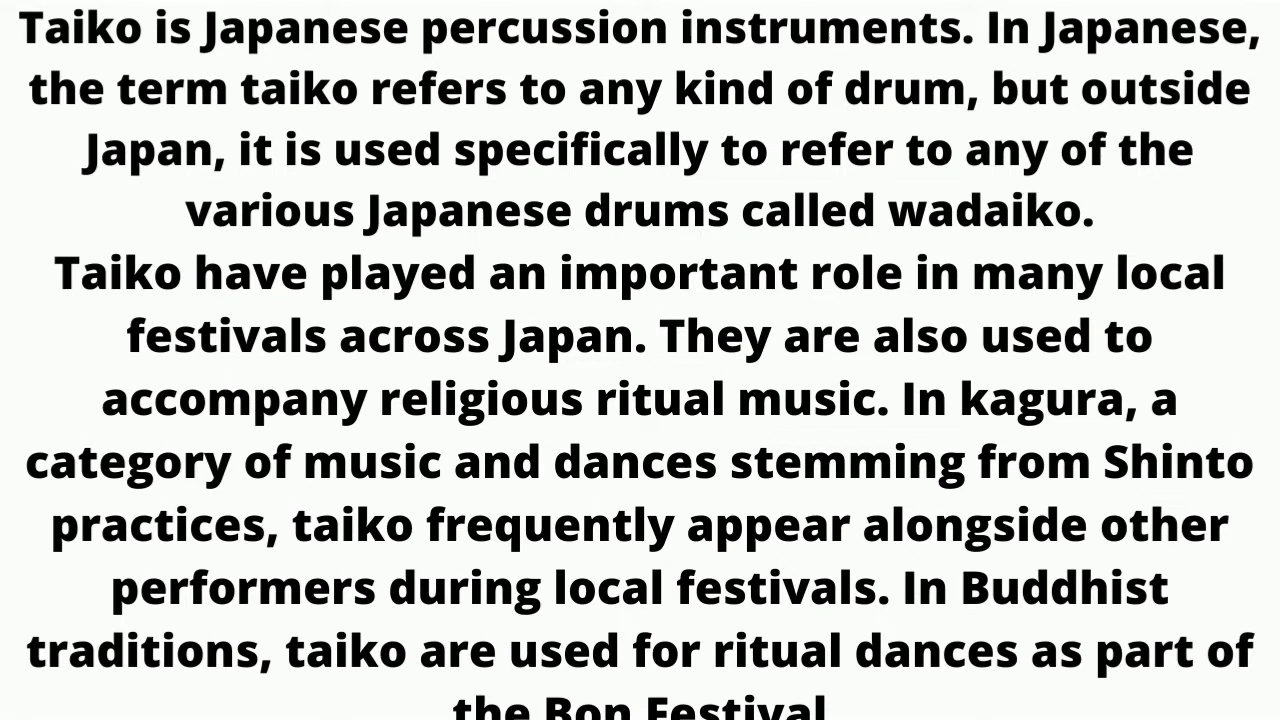 Taiko is Japanese percussion instruments. In Japanese,
the term taiko refers to any kind of drum, but outside
Japan, it is used specifically to refer to any of the
various Japanese drums called wadaiko.
Taiko have played an important role in many local
festivals across Japan. They are also used to
accompany religious ritual music. In kagura, a
category of music and dances stemming from Shinto
practices, taiko frequently appear alongside other
performers during local festivals. In Buddhist
traditions, taiko are used for ritual dances as part of
the Bon Festival